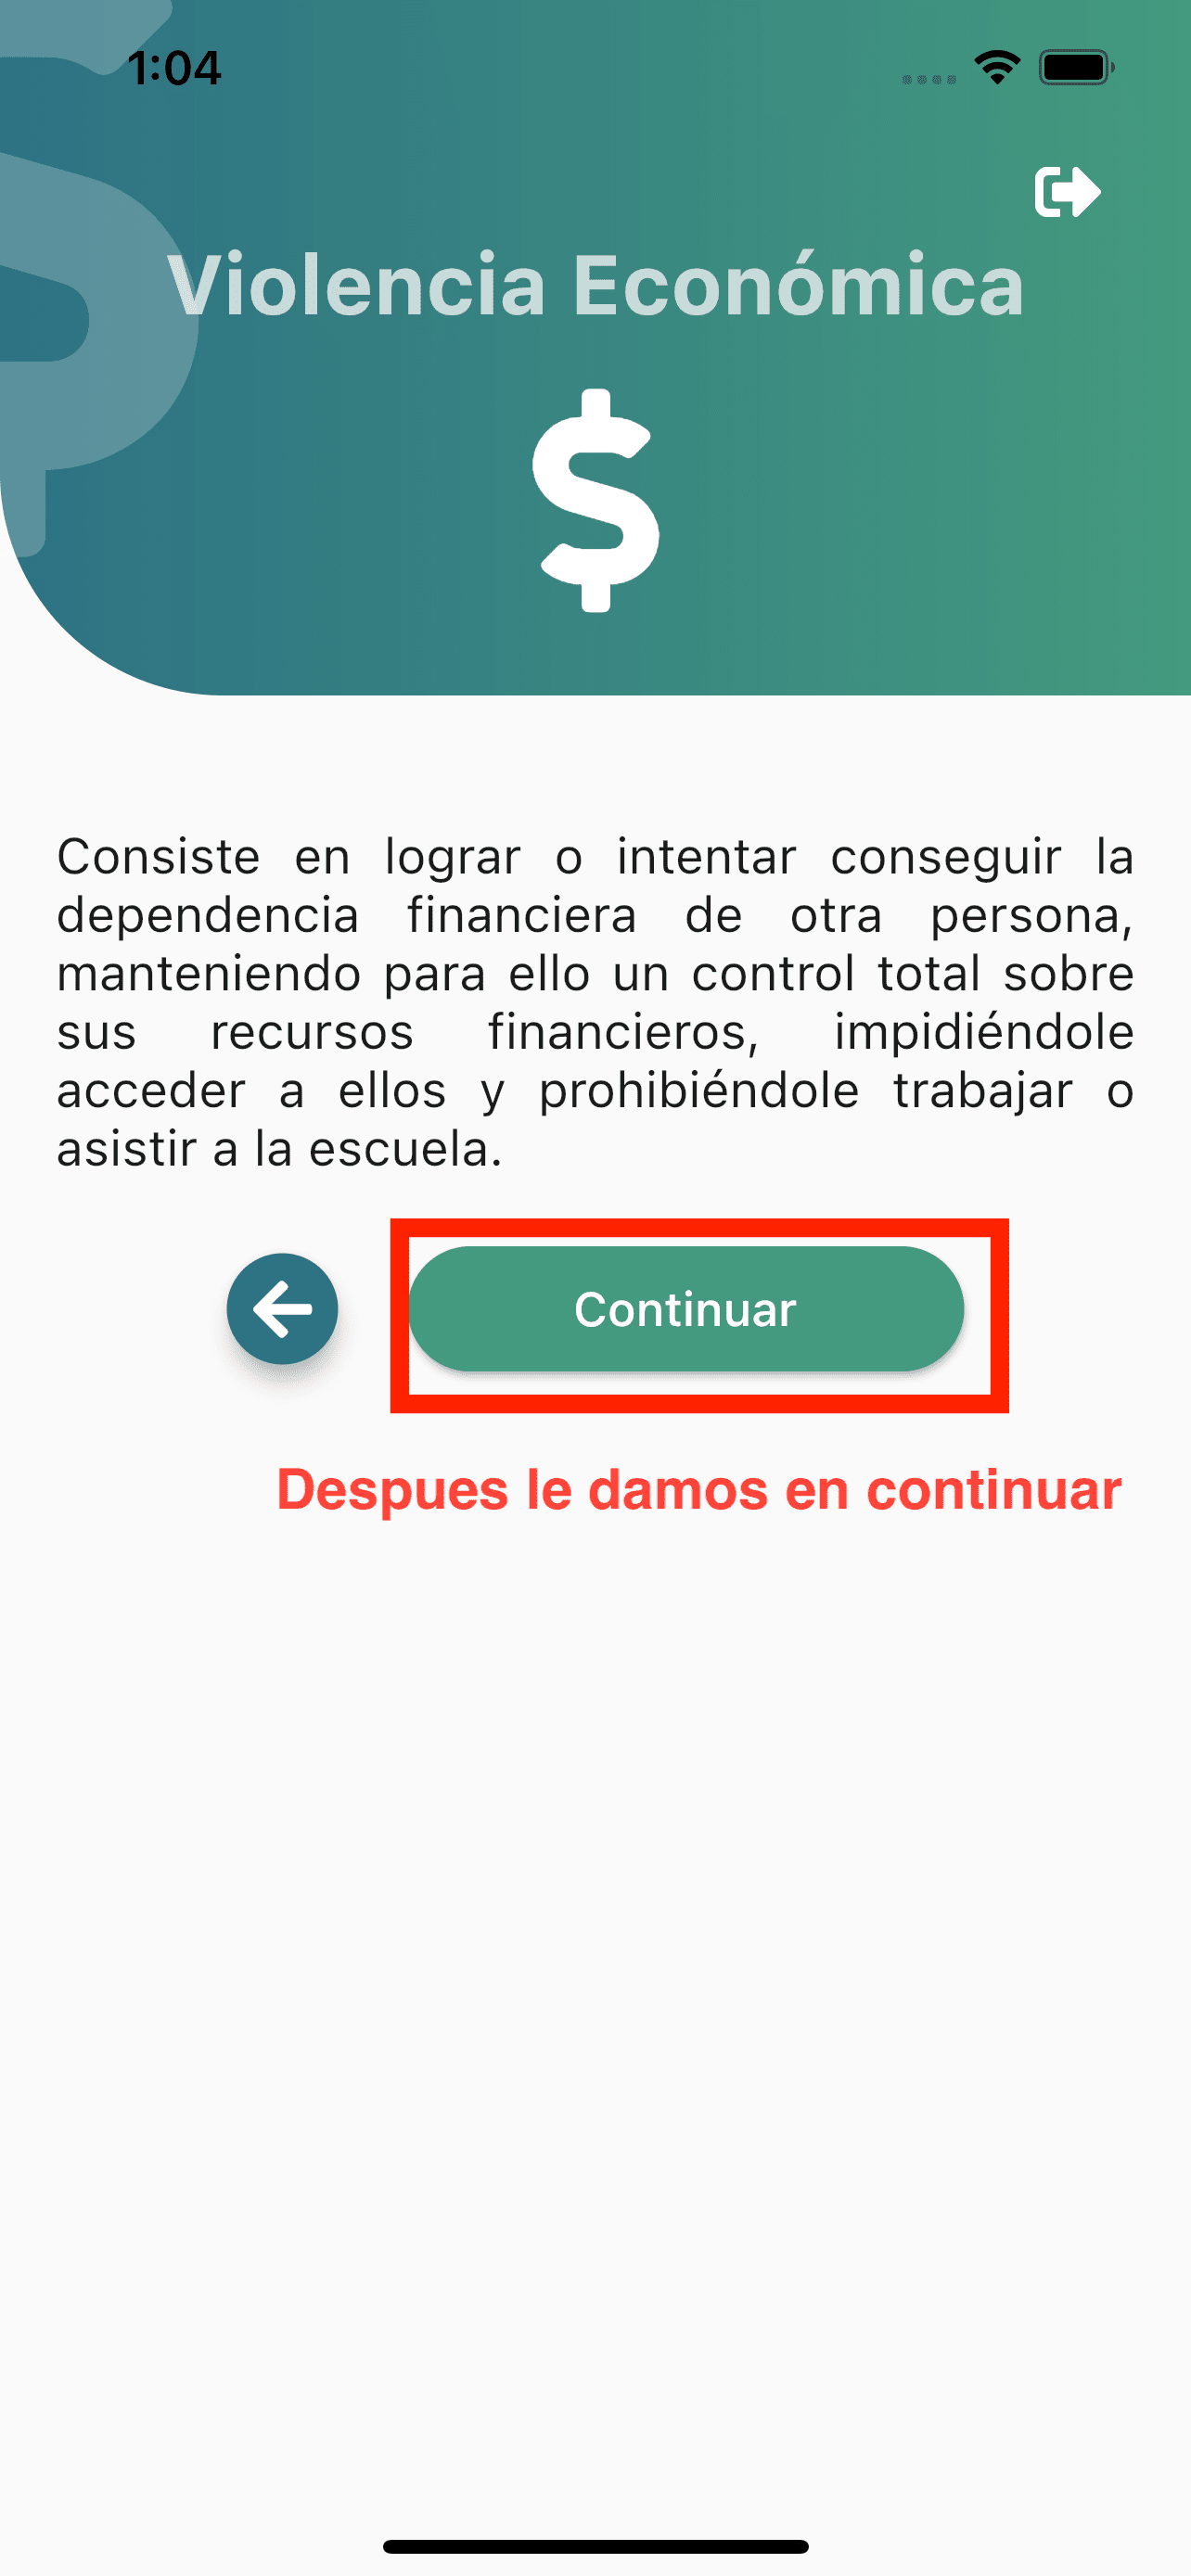 1:04
Violencia Económica
$
Consiste en lograr o intentar conseguir la
dependencia financiera de otra persona,
manteniendo para ello un control total sobre
sus recursos financieros, impidiéndole
acceder a ellos y prohibiéndole trabajar o
asistir a la escuela.
Continuar
Despues le damos en continuar